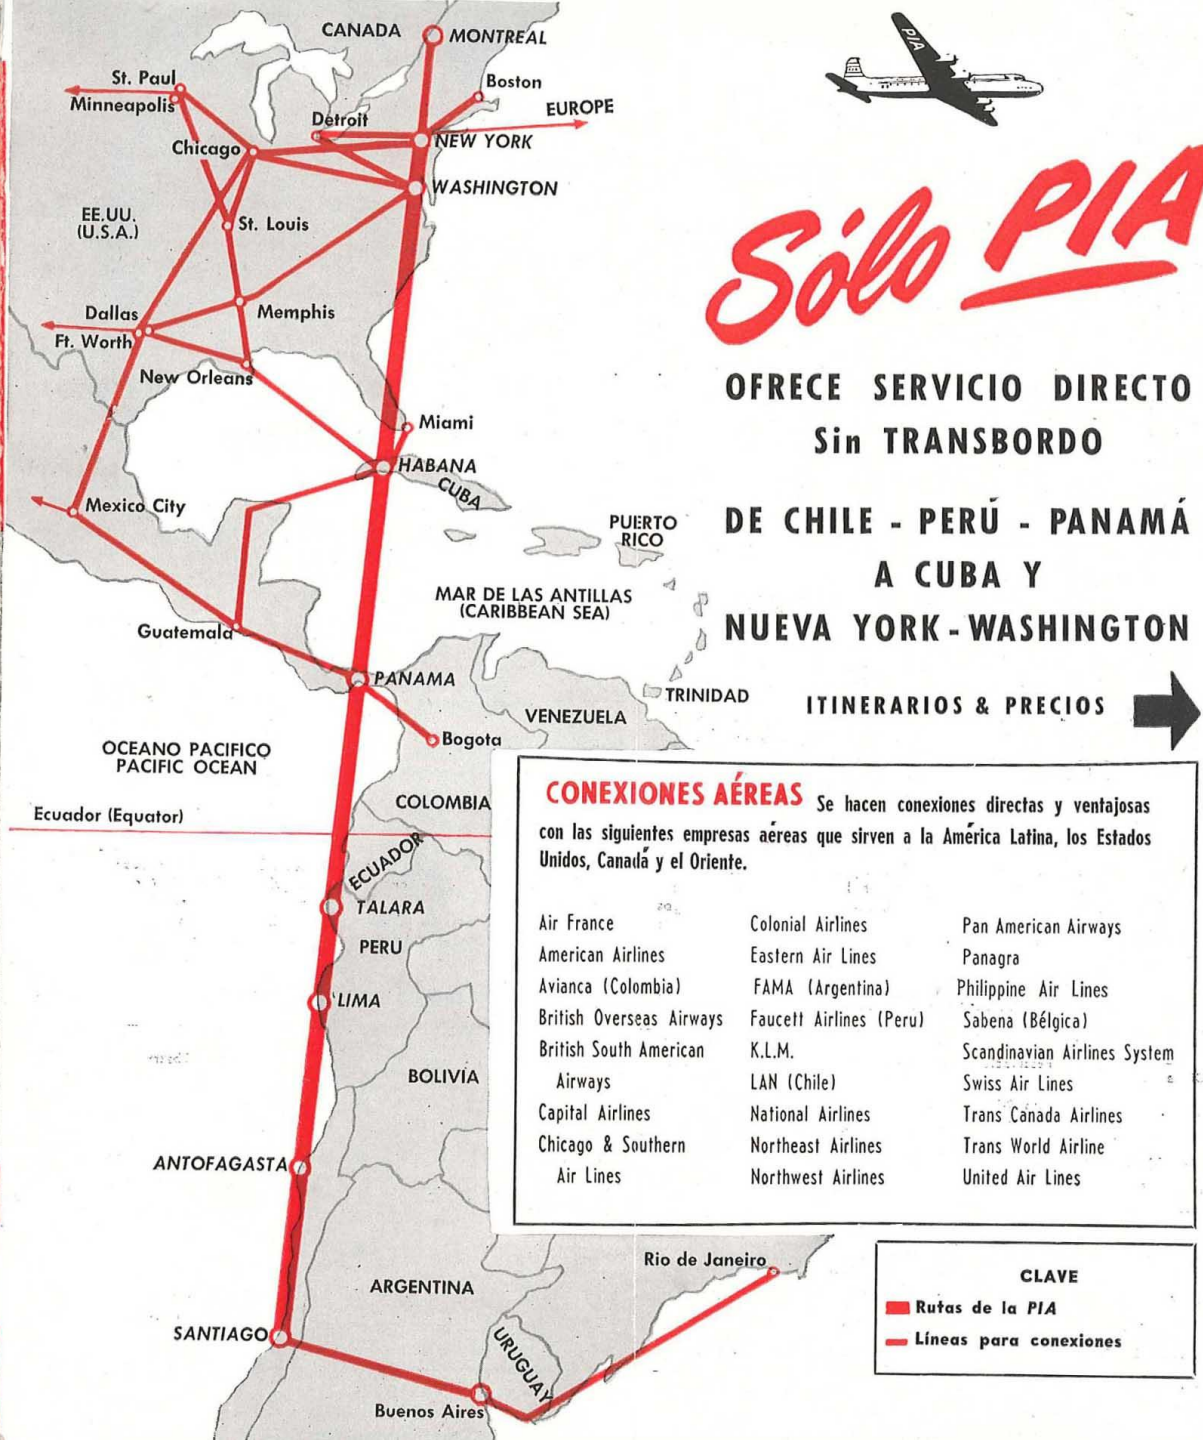 CANADA
MONTREAL
St. Paul
Minneapolis
Boston
EUROPE
Detroit
NEW YORK
Chicago
WASHINGTON
EE.UU.
(U.S.A.)
St. Louis
Dallas
Ft. Worth
Memphis
New Orleans
Miami
HABANA
CUBA
Mexico City
PUERTO
RICO
MAR DE LAS ANTILLAS
(CARIBBEAN SEA)
Guatemala
PANAMA
TRINIDAD
VENEZUELA
Bogota
OCEANO PACIFICO
PACIFIC OCEAN
COLOMBIA
Ecuador (Equator)
ECUADOR
TALARA
PERU
LIMA
BOLIVIA
ANTOFAGASTA
ARGENTINA
Rio de Janeiro
SANTIAGO
URUGUAY
Buenos Aires
PIA
Sólo PIA
OFRECE SERVICIO DIRECTO
Sin TRANSBORDO
DE CHILE - PERÚ - PANAMÁ
A CUBA Y
NUEVA YORK-WASHINGTON
ITINERARIOS & PRECIOS
CONEXIONES AÉREAS Se hacen conexiones directas y ventajosas
con las siguientes empresas aéreas que sirven a la América Latina, los Estados
Unidos, Canadá y el Oriente.
Air France
American Airlines
Avianca (Colombia)
British Overseas Airways
British South American
Airways
Capital Airlines
Chicago & Southern
Air Lines
Colonial Airlines
Eastern Air Lines
FAMA (Argentina)
Faucett Airlines (Peru)
K.L.M.
LAN (Chile)
National Airlines
Northeast Airlines
Northwest Airlines
Pan American Airways
Panagra
Philippine Air Lines
Sabena (Bélgica)
Scandinavian Airlines System
Swiss Air Lines
Trans Canada Airlines
Trans World Airline
United Air Lines
CLAVE
Rutas de la PIA
Líneas para conexiones